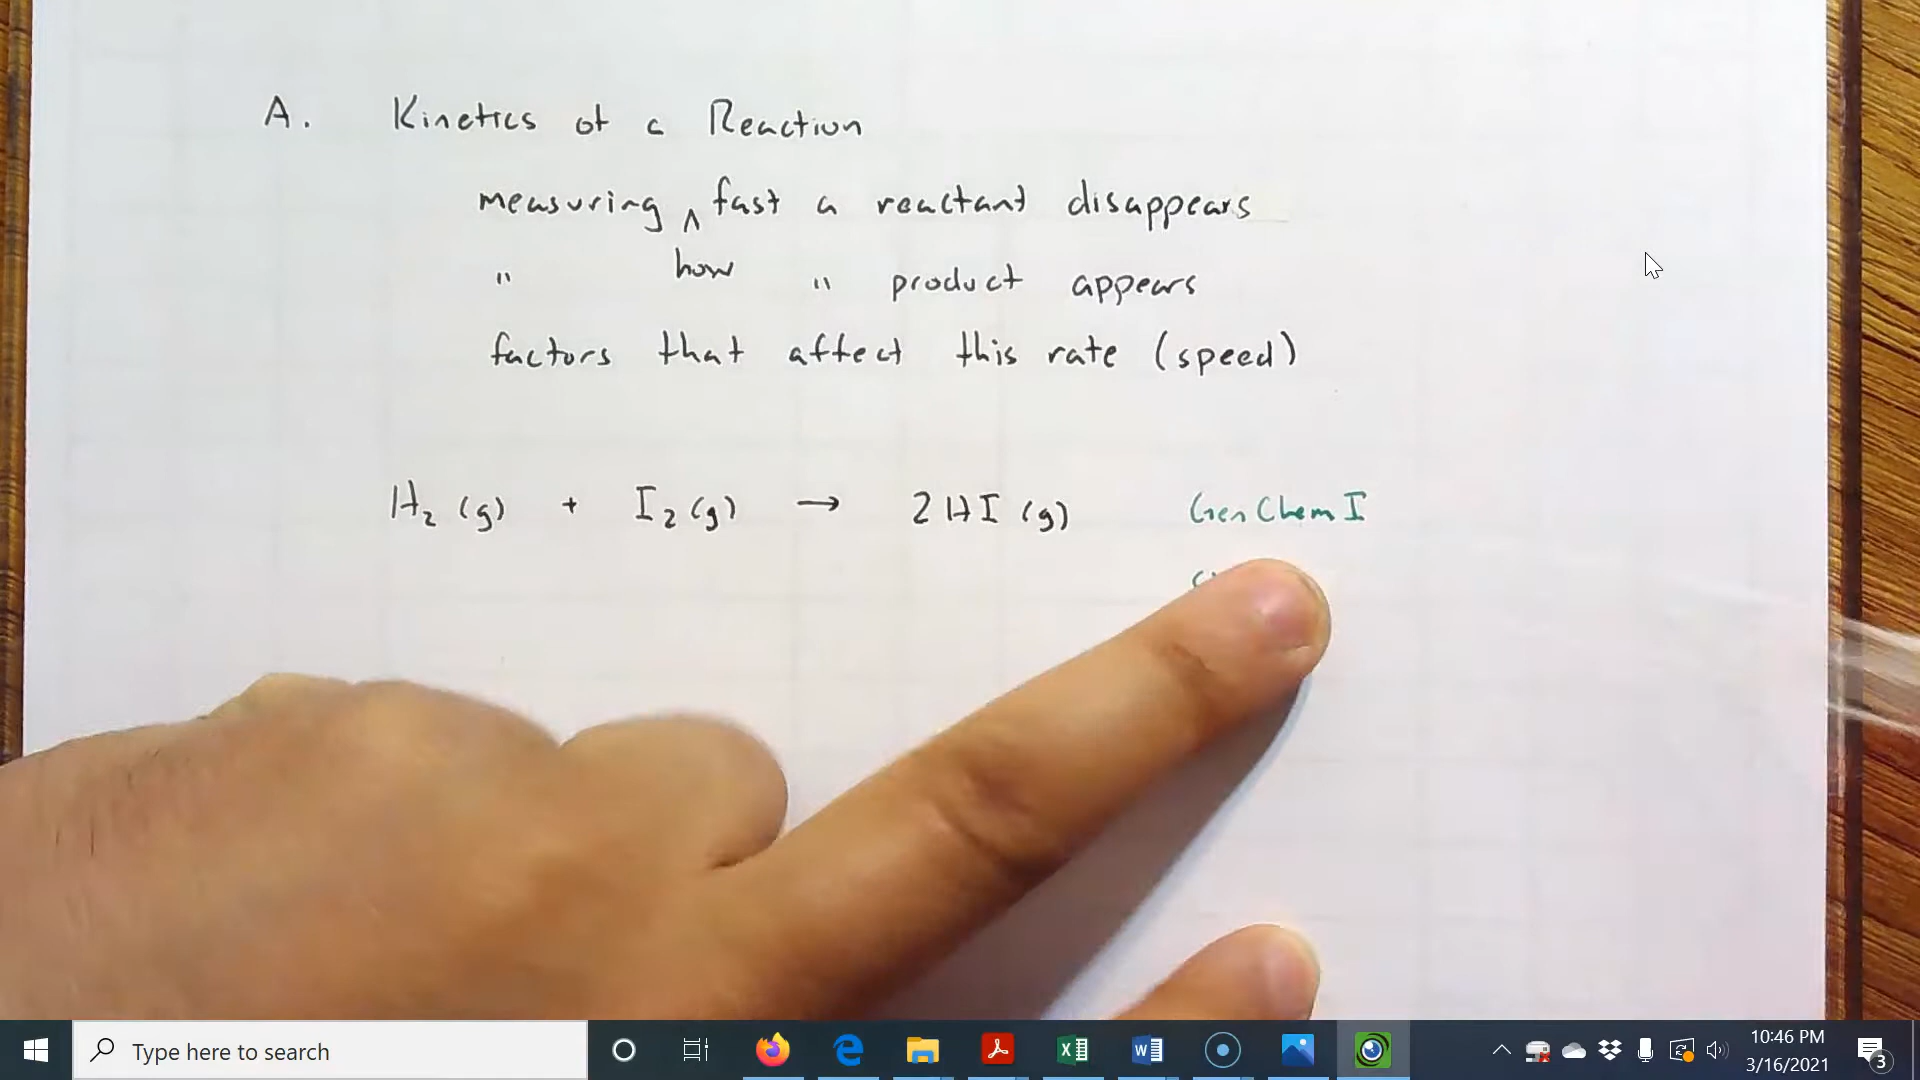 A. Kinetics of a Reaction
measuring ^ fast a reactant disappears
how
" " product appears
factors that affect this rate (speed)
H₂ (g) + I₂ (g) → 2 HI (g) Gen Chem I
Type here to search
10:46 PM
3/16/2021
3